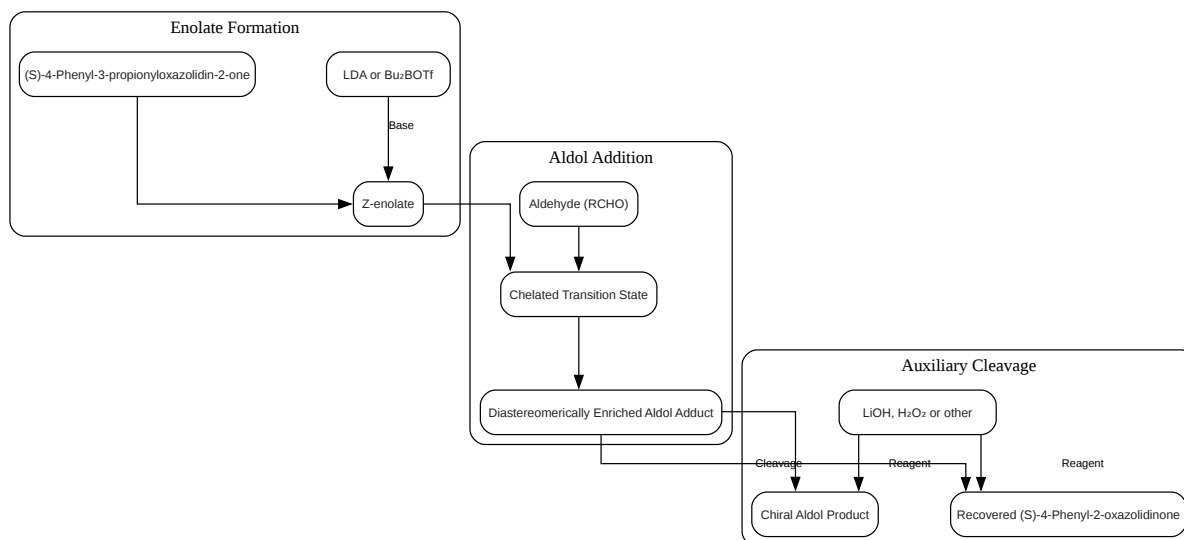 Enolate Formation
(S)-4-Phenyl-3-propionyloxazolidin-2-one
LDA or Bu₂BOTf
Base
Z-enolate
Aldol Addition
Aldehyde (RCHO)
Chelated Transition State
Diastereomerically Enriched Aldol Adduct
Auxiliary Cleavage
LiOH, H₂O₂ or other
Cleavage
Reagent
Reagent
Chiral Aldol Product
Recovered (S)-4-Phenyl-2-oxazolidinone